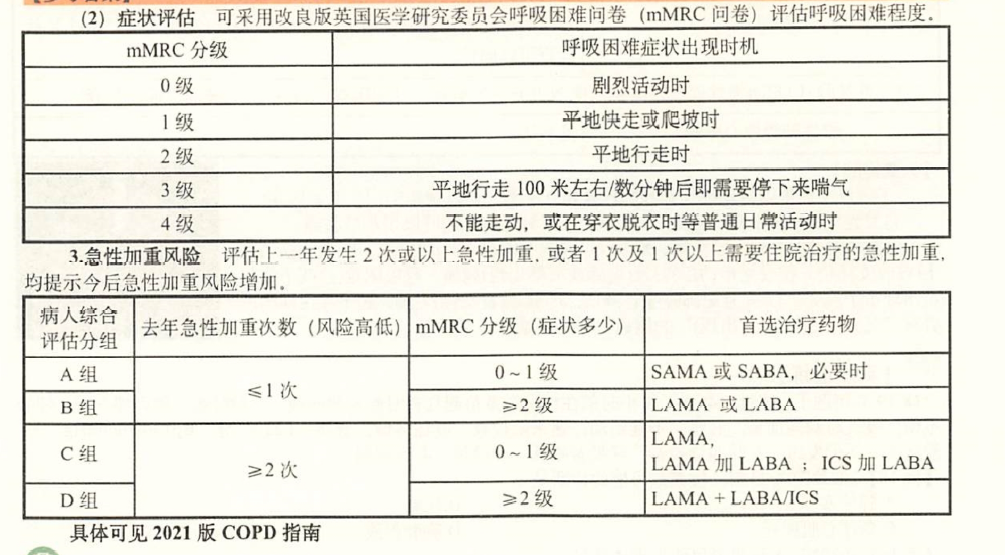 (2) 症状评估 可采用改良版英国医学研究委员会呼吸困难问卷(mMRC 问卷)评估呼吸困难程度。
mMRC 分级 呼吸困难症状出现时机
0 级 剧烈活动时
1 级 平地快走或爬坡时
2 级 平地行走时
3 级 平地行走 100 米左右/数分钟后即需要停下来喘气
4 级 不能走动，或在穿衣脱衣时等普通日常活动时
3.急性加重风险 评估上一年发生 2 次或以上急性加重, 或者 1 次及 1 次以上需要住院治疗的急性加重,
均提示今后急性加重风险增加。
病人综合
评估分组 去年急性加重次数（风险高低） mMRC 分级（症状多少） 首选治疗药物
A 组 ≤1 次 0~1 级 SAMA 或 SABA, 必要时
B 组 ≥2 级 LAMA 或 LABA
C 组 ≥2 次 0~1 级 LAMA,
LAMA 加 LABA ; ICS 加 LABA
D 组 ≥2 级 LAMA + LABA/ICS
具体可见 2021 版 COPD 指南